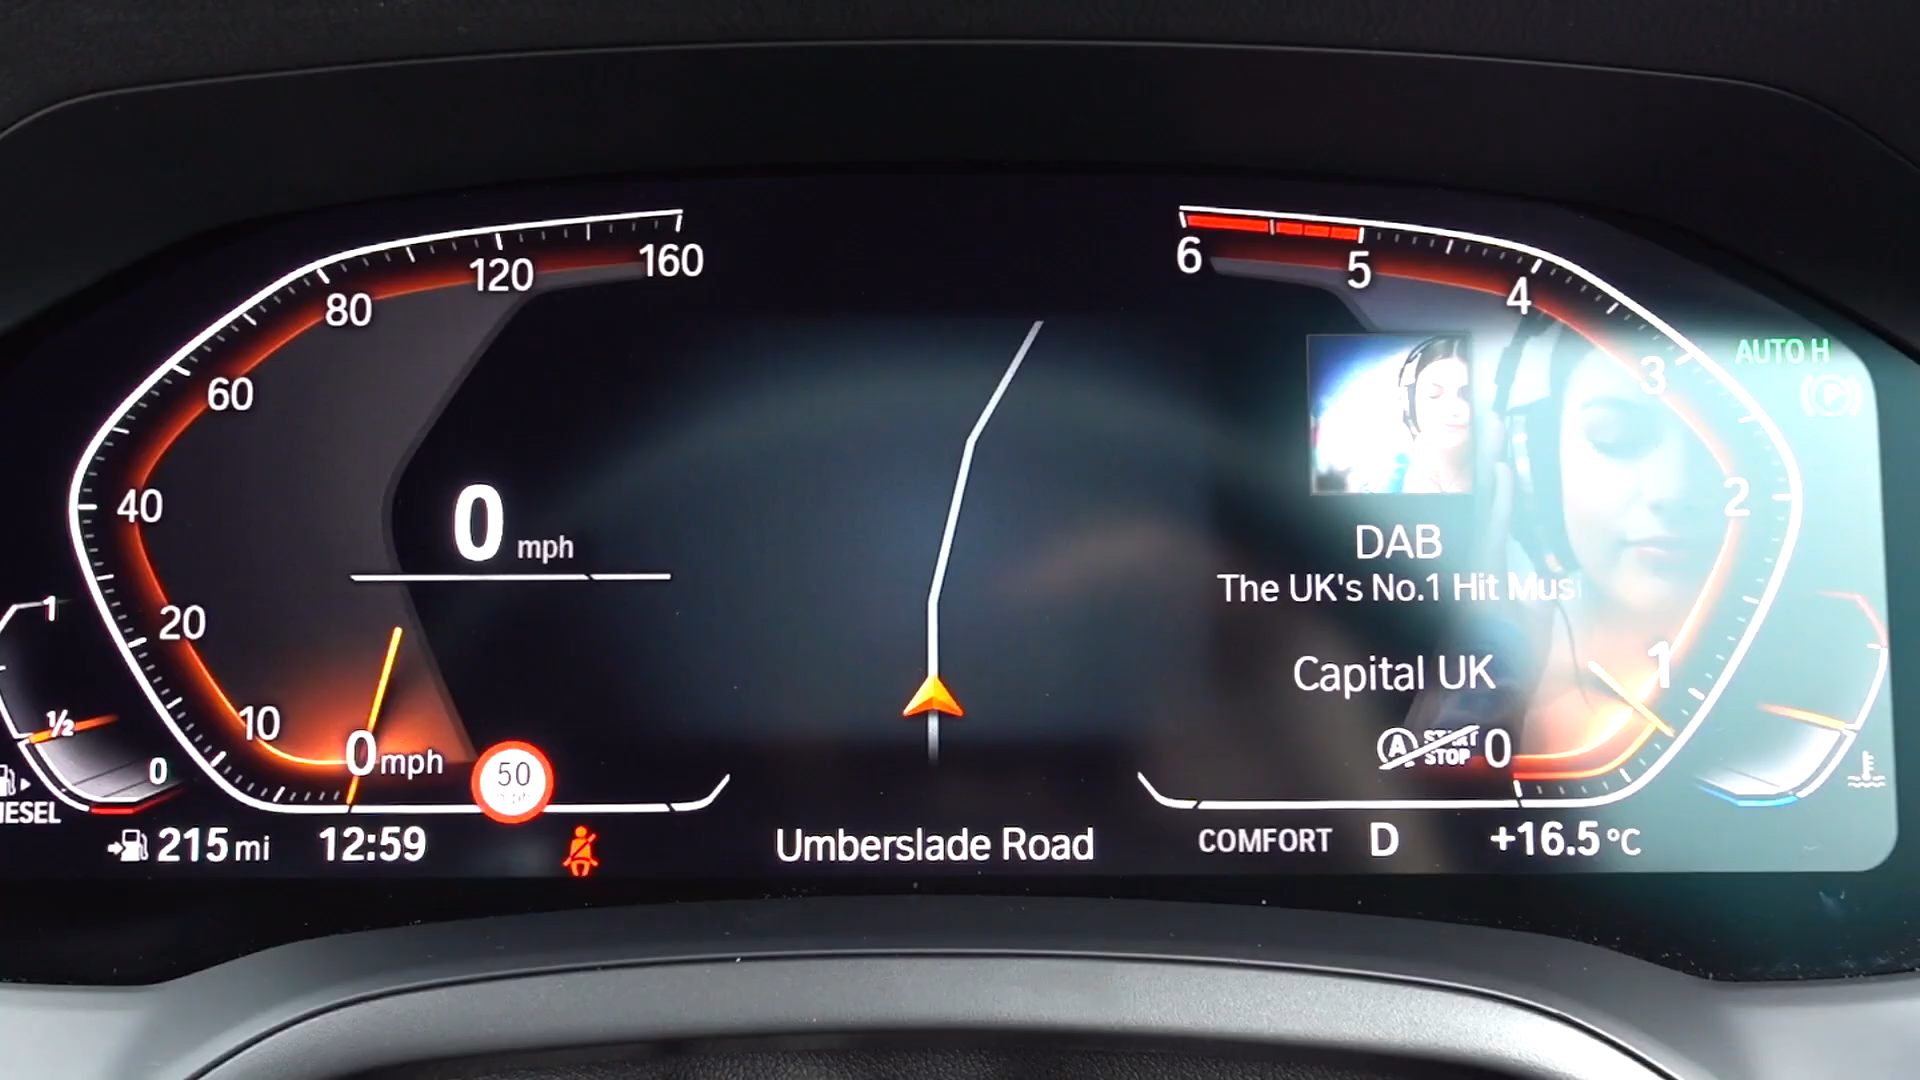 160
120
80
60
40
20
10
0 mph
0 mph
50
1
1/2
0
215 mi
12:59
Umberslade Road
6
5
4
3
2
1
0
AUTO H
P
DAB
The UK's No.1 Hit
Capital UK
A START STOP
COMFORT D +16.5°C